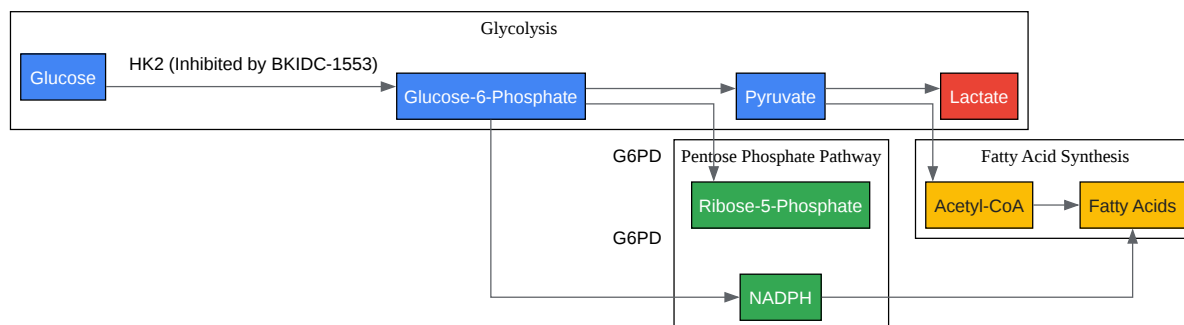 Glycolysis
Glucose
HK2 (Inhibited by BKIDC-1553)
Glucose-6-Phosphate
Pyruvate
Lactate
G6PD
Pentose Phosphate Pathway
Fatty Acid Synthesis
Ribose-5-Phosphate
Acetyl-CoA
Fatty Acids
G6PD
NADPH